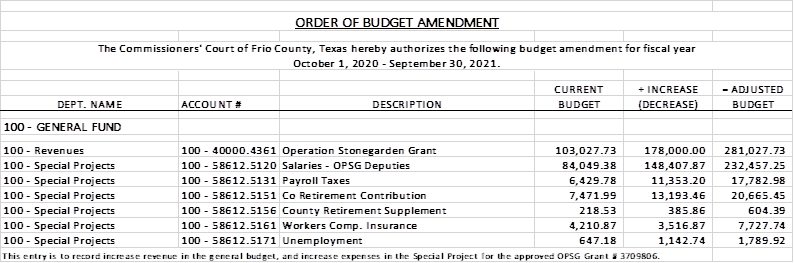 ORDER OF BUDGET AMENDMENT
The Commissioners' Court of Frio County, Texas hereby authorizes the following budget amendment for fiscal year
October 1, 2020 - September 30, 2021.
CURRENT + INCREASE = ADJUSTED
DEPT. NAME ACCOUNT # DESCRIPTION BUDGET (DECREASE) BUDGET
100 - GENERAL FUND
100 - Revenues 100 - 40000.4361 Operation Stonegarden Grant 103,027.73 178,000.00 281,027.73
100 - Special Projects 100 - 58612.5120 Salaries - OPSG Deputies 84,049.38 148,407.87 232,457.25
100 - Special Projects 100 - 58612.5131 Payroll Taxes 6,429.78 11,353.20 17,782.98
100 - Special Projects 100 - 58612.5151 Co Retirement Contribution 7,471.99 13,193.46 20,665.45
100 - Special Projects 100 - 58612.5156 County Retirement Supplement 218.53 385.86 604.39
100 - Special Projects 100 - 58612.5161 Workers Comp. Insurance 4,210.87 3,516.87 7,727.74
100 - Special Projects 100 - 58612.5171 Unemployment 647.18 1,142.74 1,789.92
This entry is to record increase revenue in the general budget, and increase expenses in the Special Project for the approved OPSG Grant # 3709806.